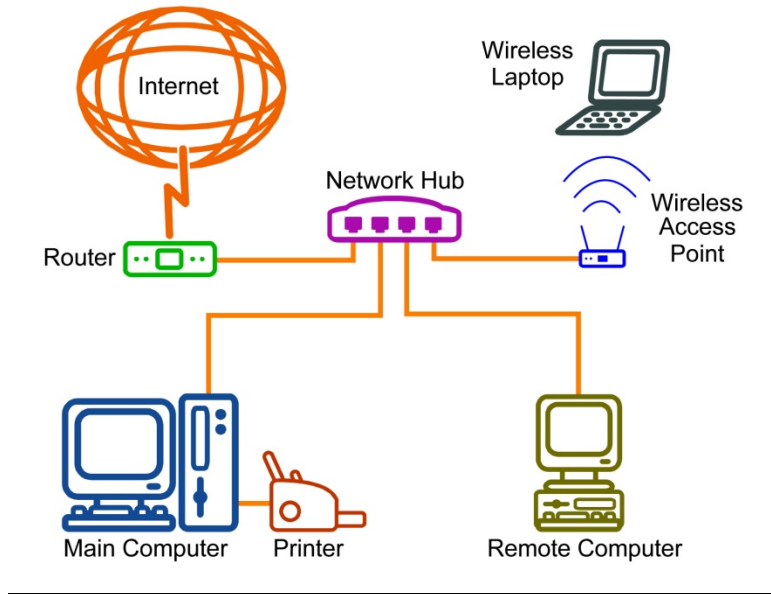 Internet
Wireless
Laptop
Network Hub
Wireless
Access
Point
Router
Main Computer
Printer
Remote Computer